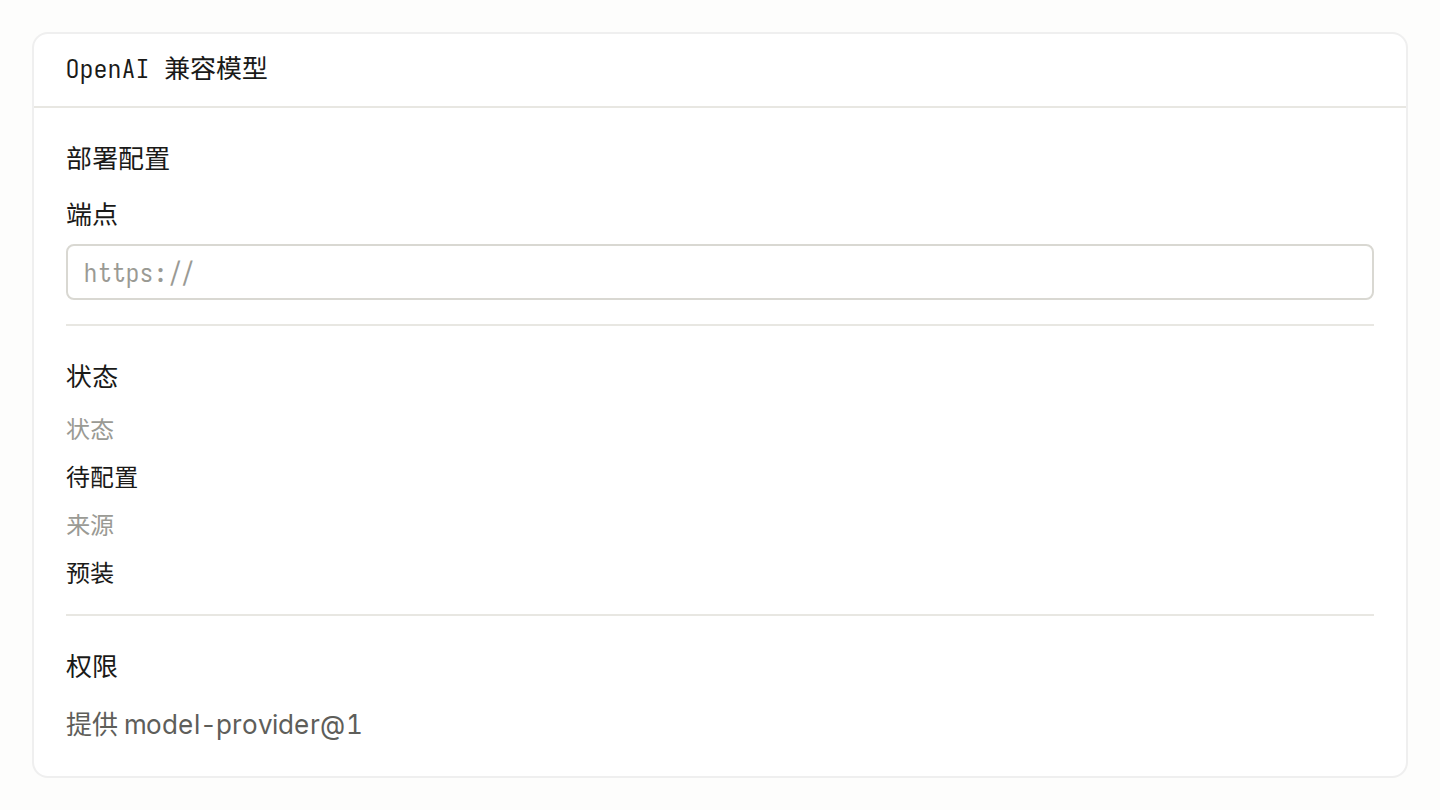 OpenAI 兼容模型
部署配置
端点
https://
状态
状态
待配置
来源
预装
权限
提供 model-provider@1